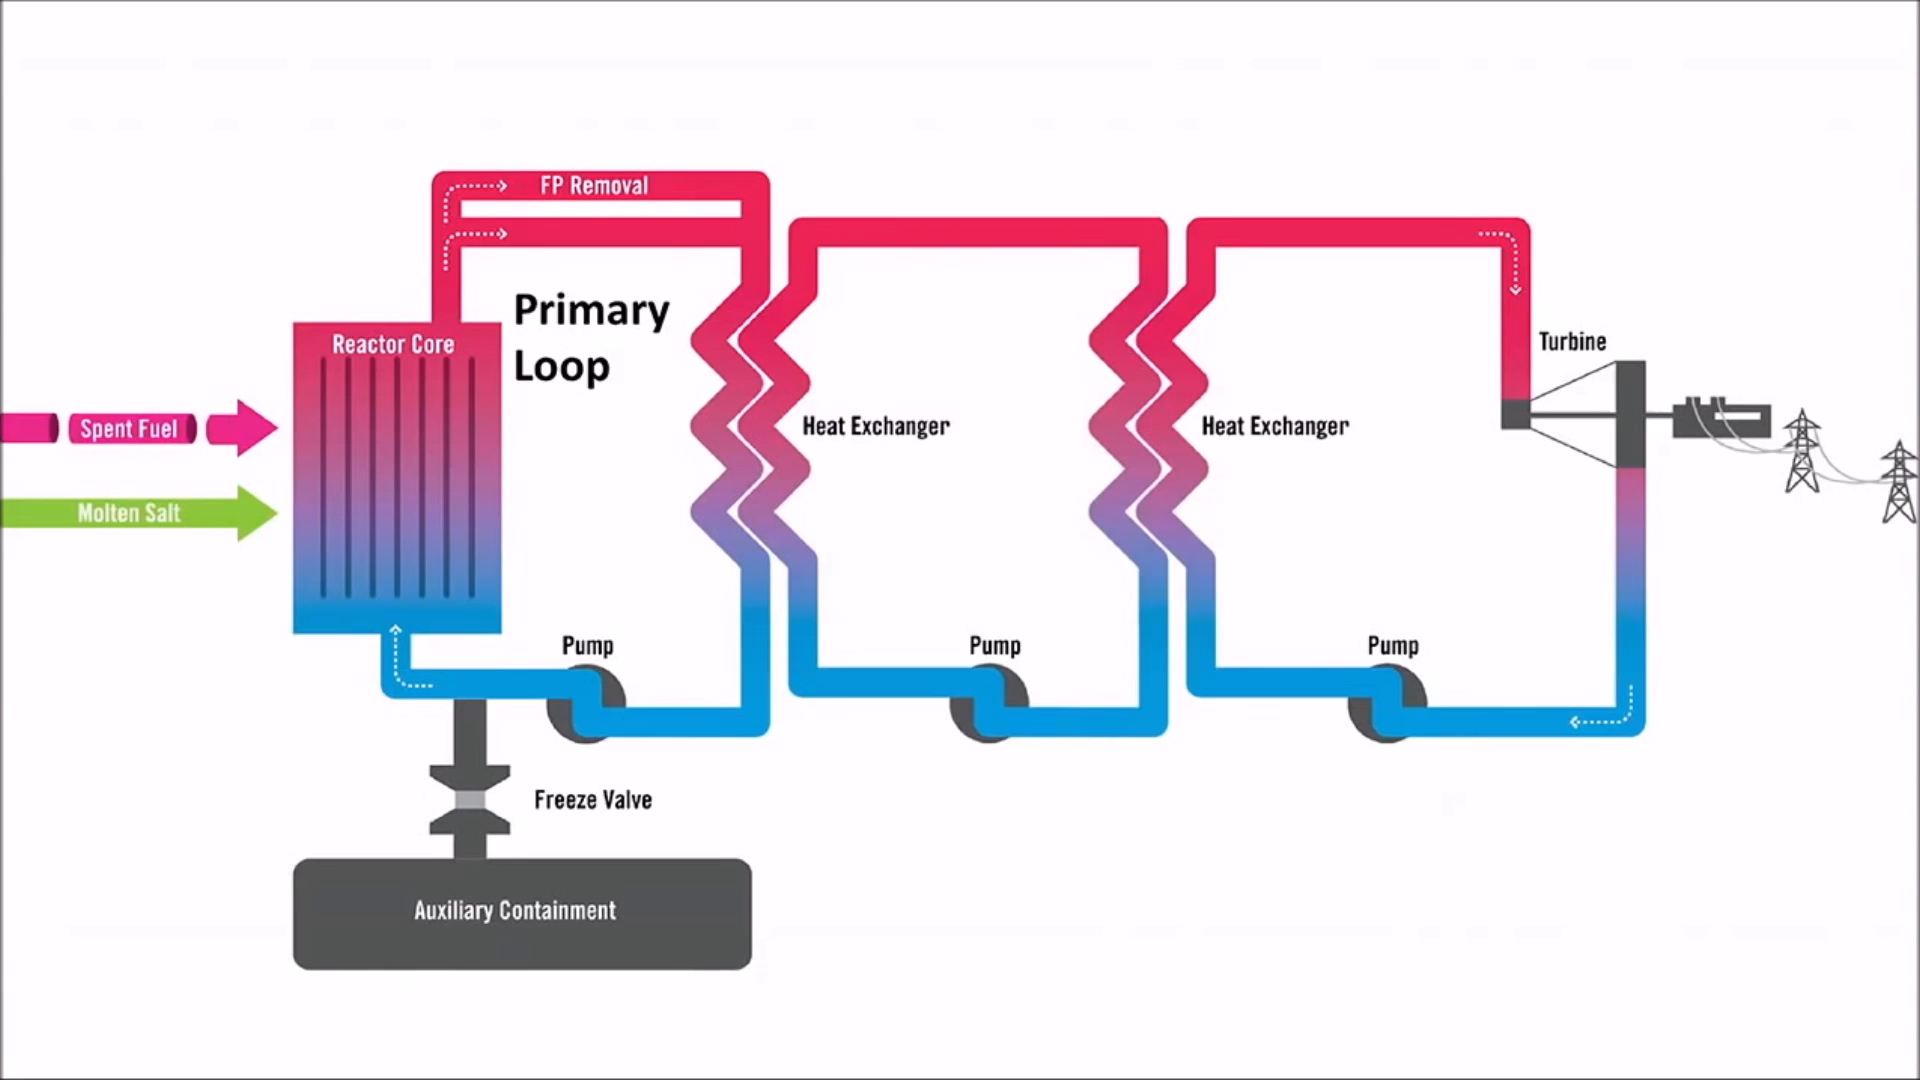 FP Removal
Primary
Loop
Reactor Core
Turbine
Spent Fuel
Heat Exchanger
Heat Exchanger
Molten Salt
Pump
Pump
Pump
Freeze Valve
Auxiliary Containment